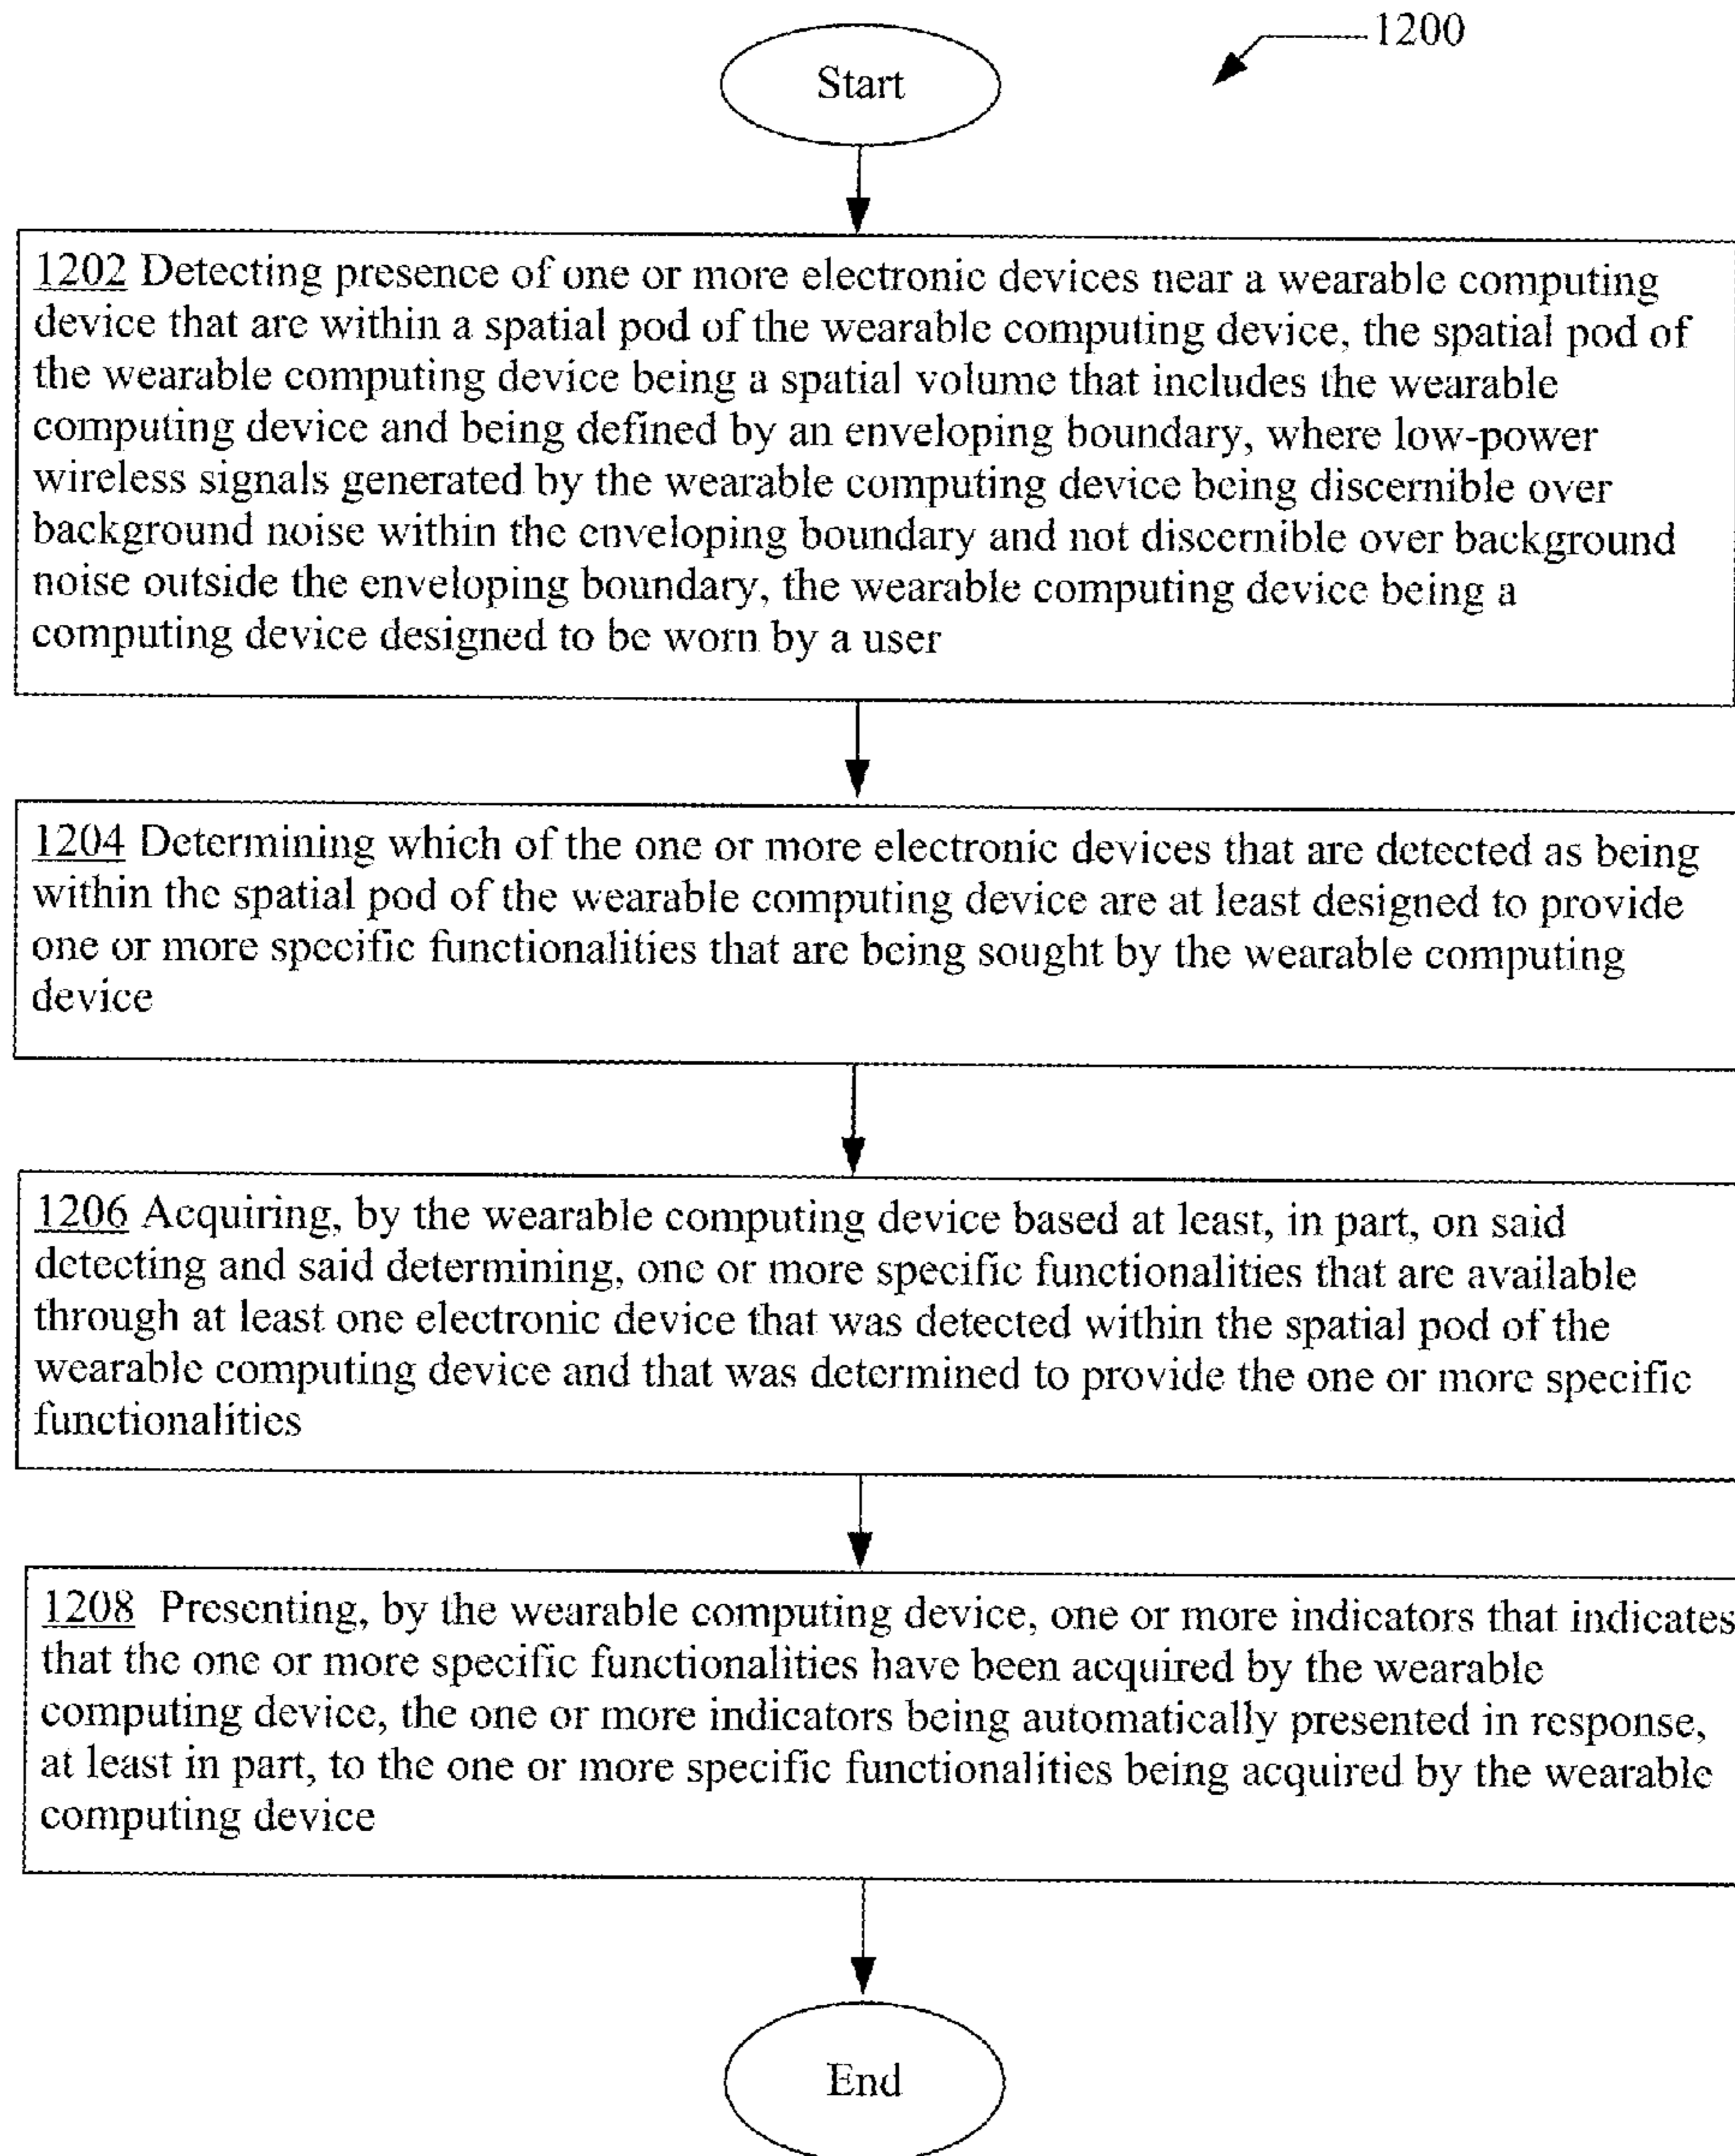 1200
Start
1202 Detecting presence of one or more electronic devices near a wearable computing
device that are within a spatial pod of the wearable computing device, the spatial pod of
the wearable computing device being a spatial volume that includes the wearable
computing device and being defined by an enveloping boundary, where low-power
wireless signals generated by the wearable computing device being discernible over
background noise within the enveloping boundary and not discernible over background
noise outside the enveloping boundary, the wearable computing device being a
computing device designed to be worn by a user
1204 Determining which of the one or more electronic devices that are detected as being
within the spatial pod of the wearable computing device are at least designed to provide
one or more specific functionalities that are being sought by the wearable computing
device
1206 Acquiring, by the wearable computing device based at least, in part, on said
detecting and said determining, one or more specific functionalities that are available
through at least one electronic device that was detected within the spatial pod of the
wearable computing device and that was determined to provide the one or more specific
functionalities
1208 Presenting, by the wearable computing device, one or more indicators that indicates
that the one or more specific functionalities have been acquired by the wearable
computing device, the one or more indicators being automatically presented in response,
at least in part, to the one or more specific functionalities being acquired by the wearable
computing device
End